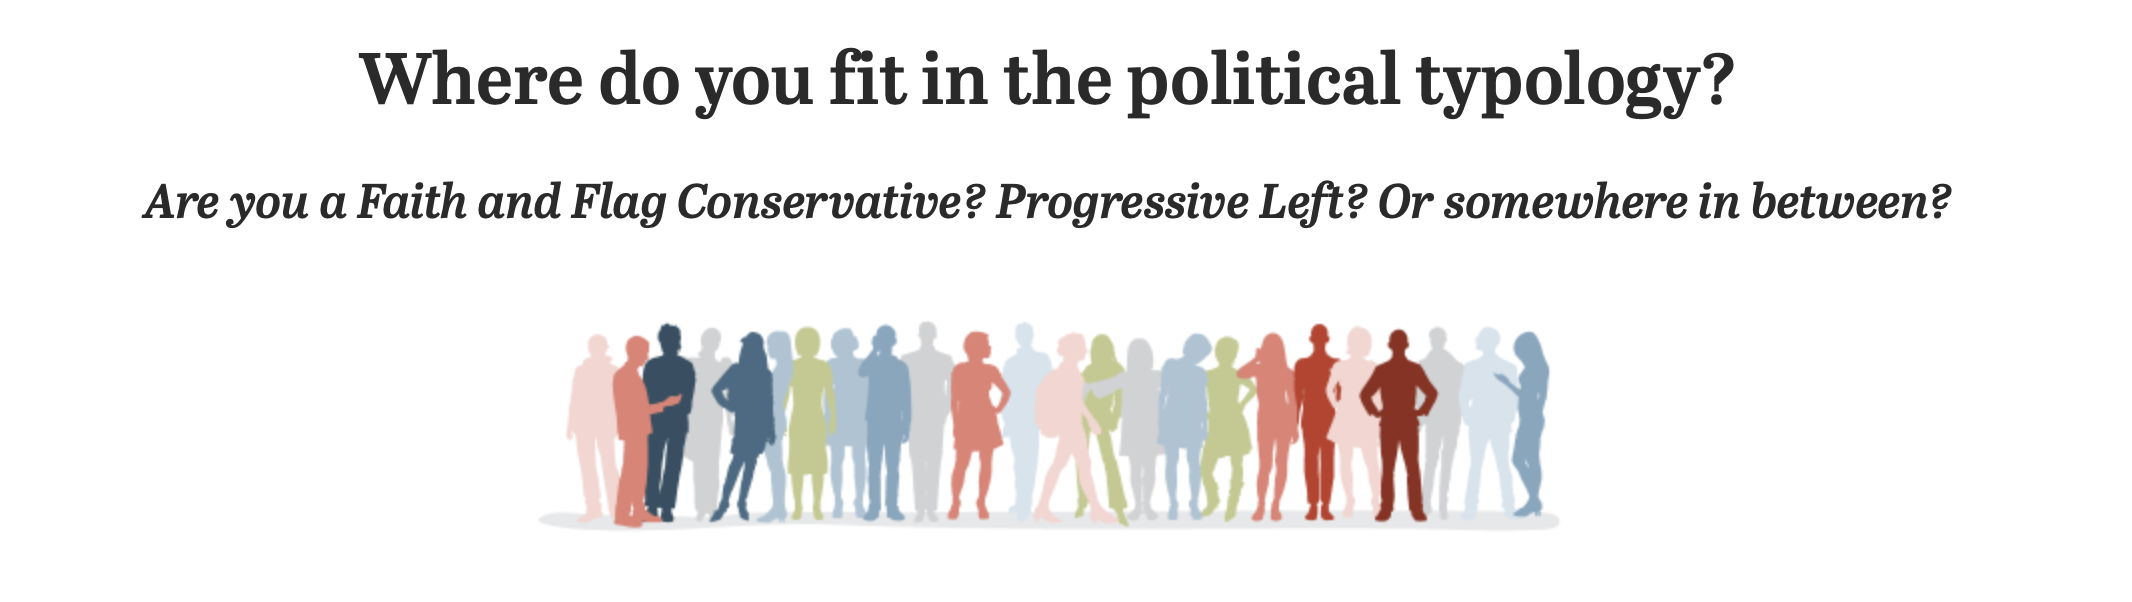 Where do you fit in the political typology?
Are you a Faith and Flag Conservative? Progressive Left? Or somewhere in between?